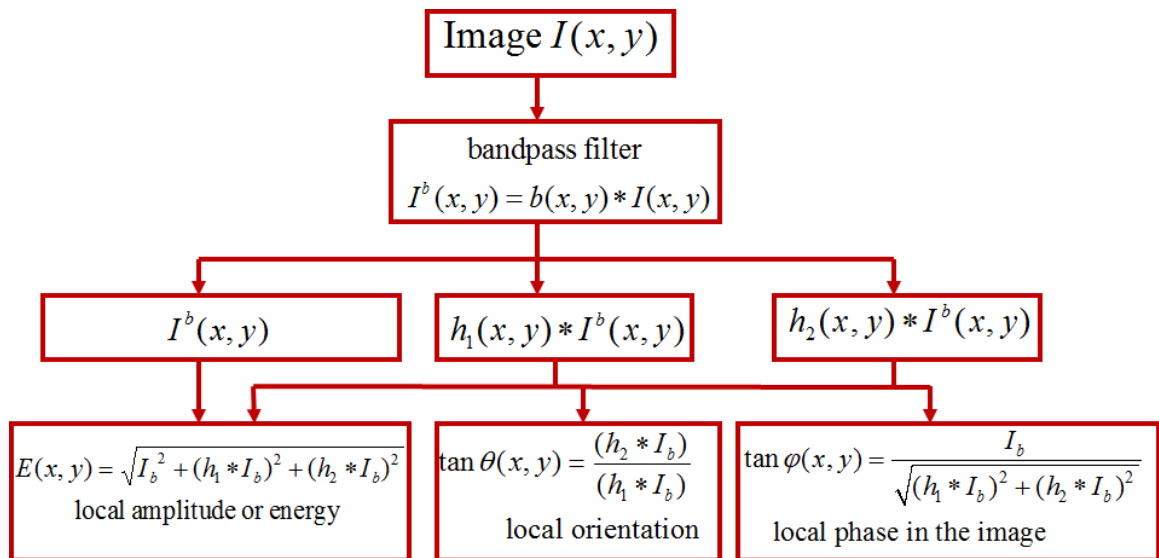 Image I(x, y)
bandpass filter
I^b(x, y) = b(x, y) * I(x, y)
I^b(x, y)
h_1(x, y) * I^b(x, y)
h_2(x, y) * I^b(x, y)
E(x, y) = √(I_b^2 + (h_1 * I_b)^2 + (h_2 * I_b)^2)
local amplitude or energy
tan θ(x, y) = (h_2 * I_b) / (h_1 * I_b)
local orientation
tan φ(x, y) = I_b / √((h_1 * I_b)^2 + (h_2 * I_b)^2)
local phase in the image